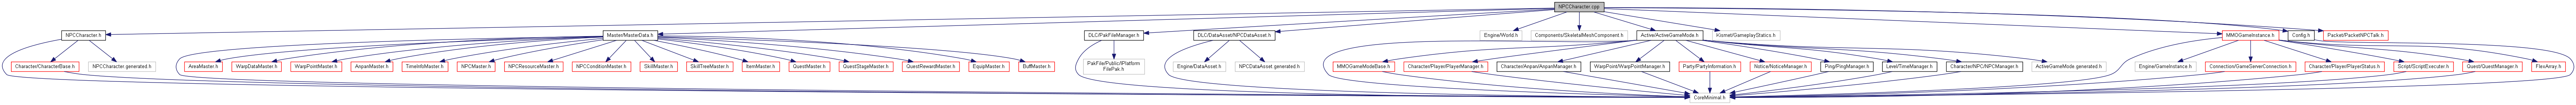 NPCCharacter.cpp
NPCCharacter.h
Master/MasterData.h
DLC/PakFileManager.h
DLC/DataAsset/NPCDataAsset.h
Engine/World.h
Components/SkeletalMeshComponent.h
Active/ActiveGameMode.h
Kismet/GameplayStatics.h
MMOGameInstance.h
Config.h
Packet/PacketNPCTalk.h
Character/CharacterBase.h
NPCCharacter.generated.h
AreaMaster.h
WarpDataMaster.h
WarpPointMaster.h
AnpanMaster.h
TimeInfoMaster.h
NPCMaster.h
NPCResourceMaster.h
NPCConditionMaster.h
SkillMaster.h
SkillTreeMaster.h
ItemMaster.h
QuestMaster.h
QuestStageMaster.h
QuestRewardMaster.h
EquipMaster.h
BuffMaster.h
PakFile/Public/IPlatform
FilePak.h
Engine/DataAsset.h
NPCDataAsset.generated.h
MMOGameModeBase.h
Character/Player/PlayerManager.h
Character/Anpan/AnpanManager.h
WarpPoint/WarpPointManager.h
Party/PartyInformation.h
Notice/NoticeManager.h
Ping/PingManager.h
Level/TimeManager.h
Character/NPC/NPCManager.h
ActiveGameMode.generated.h
Engine/GameInstance.h
Connection/GameServerConnection.h
Character/Player/PlayerStatus.h
Script/ScriptExecuter.h
Quest/QuestManager.h
FlexArray.h
CoreMinimal.h